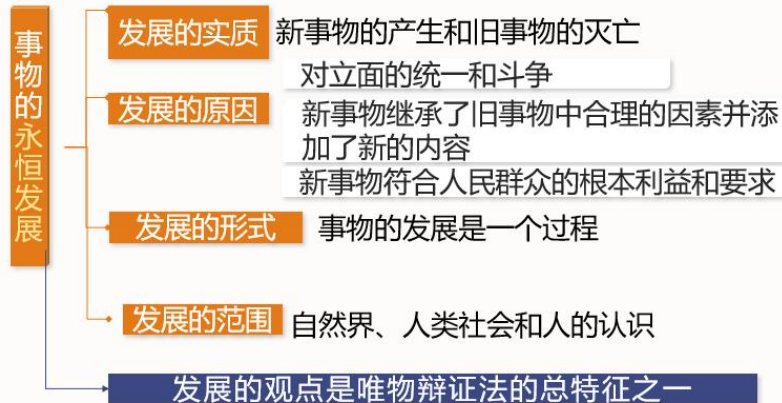 事物的永恒发展
发展的实质
新事物的产生和旧事物的灭亡
发展的原因
对立面的统一和斗争
新事物继承了旧事物中合理的因素并添
加了新的内容
新事物符合人民群众的根本利益和要求
发展的形式
事物的发展是一个过程
发展的范围
自然界、人类社会和人的认识
发展的观点是唯物辩证法的总特征之一